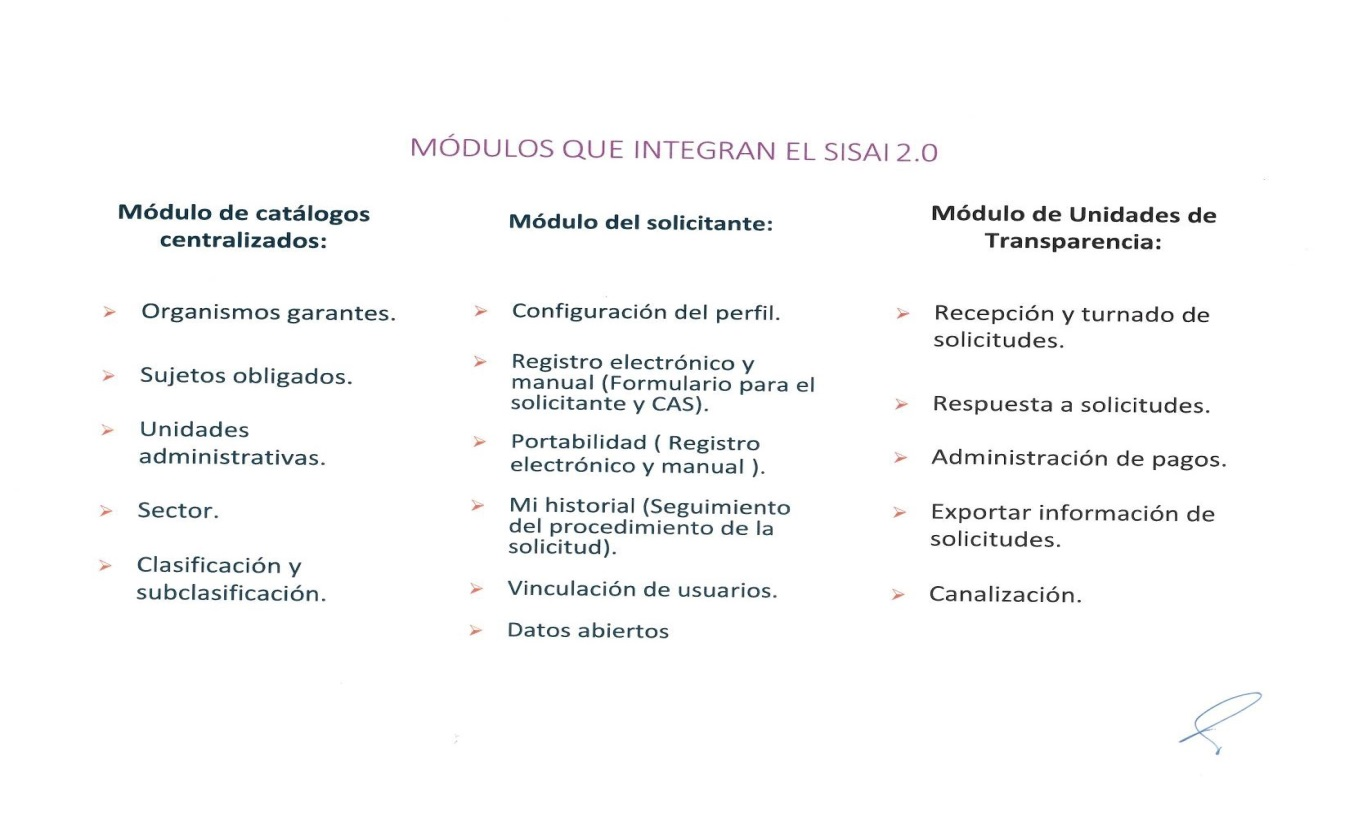 MÓDULOS QUE INTEGRAN EL SISAI 2.0
Módulo de catálogos
centralizados:
Organismos garantes.
Sujetos obligados.
Unidades
administrativas.
Sector.
Clasificación y
subclasificación.
Módulo del solicitante:
Configuración del perfil.
Registro electrónico y
manual (Formulario para el
solicitante y CAS).
Portabilidad ( Registro
electrónico y manual ).
Mi historial (Seguimiento
del procedimiento de la
solicitud).
Vinculación de usuarios.
Datos abiertos
Módulo de Unidades de
Transparencia:
Recepción y turnado de
solicitudes.
Respuesta a solicitudes.
Administración de pagos.
Exportar información de
solicitudes.
Canalización.